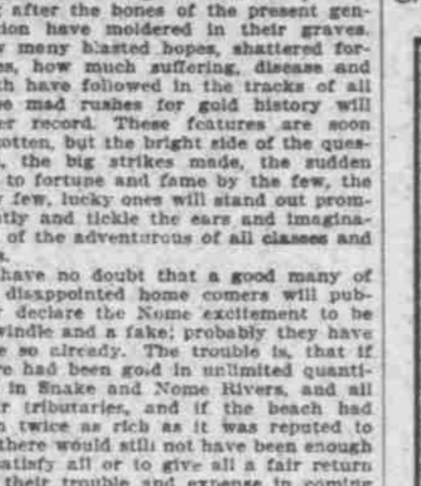 after the bones of the present gen-
ion have moldered in their graves.
many blasted hopes, shattered for-
es, how much suffering, disease and
th have followed in the tracks of all
e mad rushes for gold history will
er record. These features are soon
otten, but the bright side of the ques-
, the big strikes made, the sudden
to fortune and fame by the few, the
few, lucky ones will stand out prom-
tly and tickle the ears and imagina-
of the adventurous of all classes and
s.
have no doubt that a good many of
disappointed home comers will pub-
declare the Nome excitement to be
windle and a fake; probably they have
e so already. The trouble is, that if
re had been gold in unlimited quanti-
in Snake and Nome Rivers, and all
r tributaries, and if the beach had
n twice as rich as it was reputed to
there would still not have been enough
satisfy all or to give all a fair return
their trouble and expense in coming